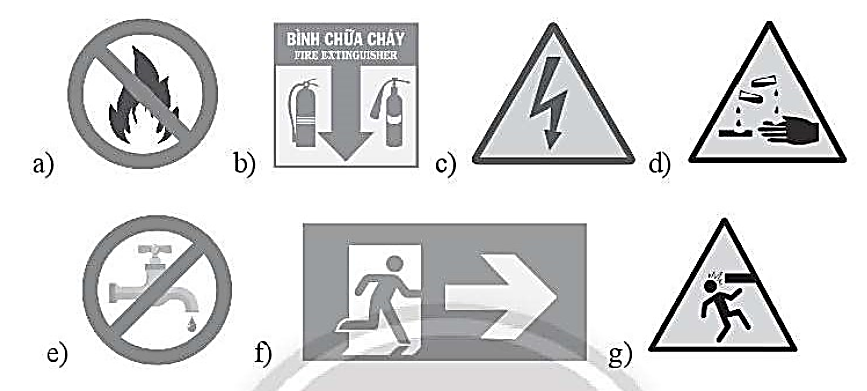 BÌNH CHỮA CHÁY
FIRE EXTINGUISHER
a) b) c) d)
e) f) g)